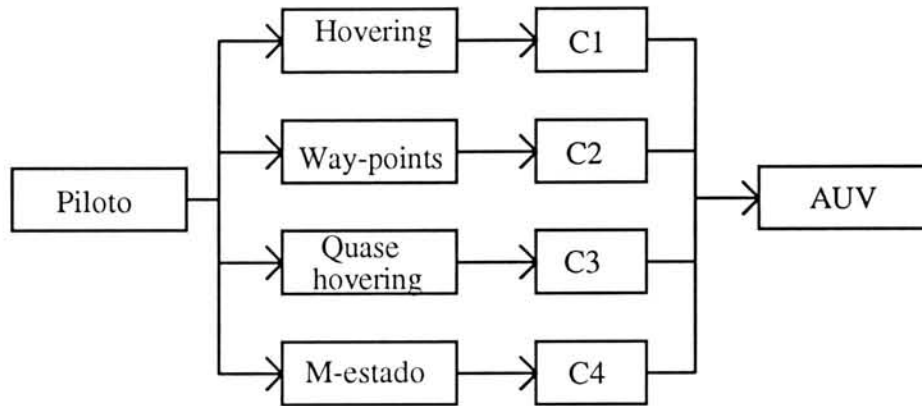 Hovering
C1
Way-points
C2
Piloto
AUV
Quase
hovering
C3
M-estado
C4